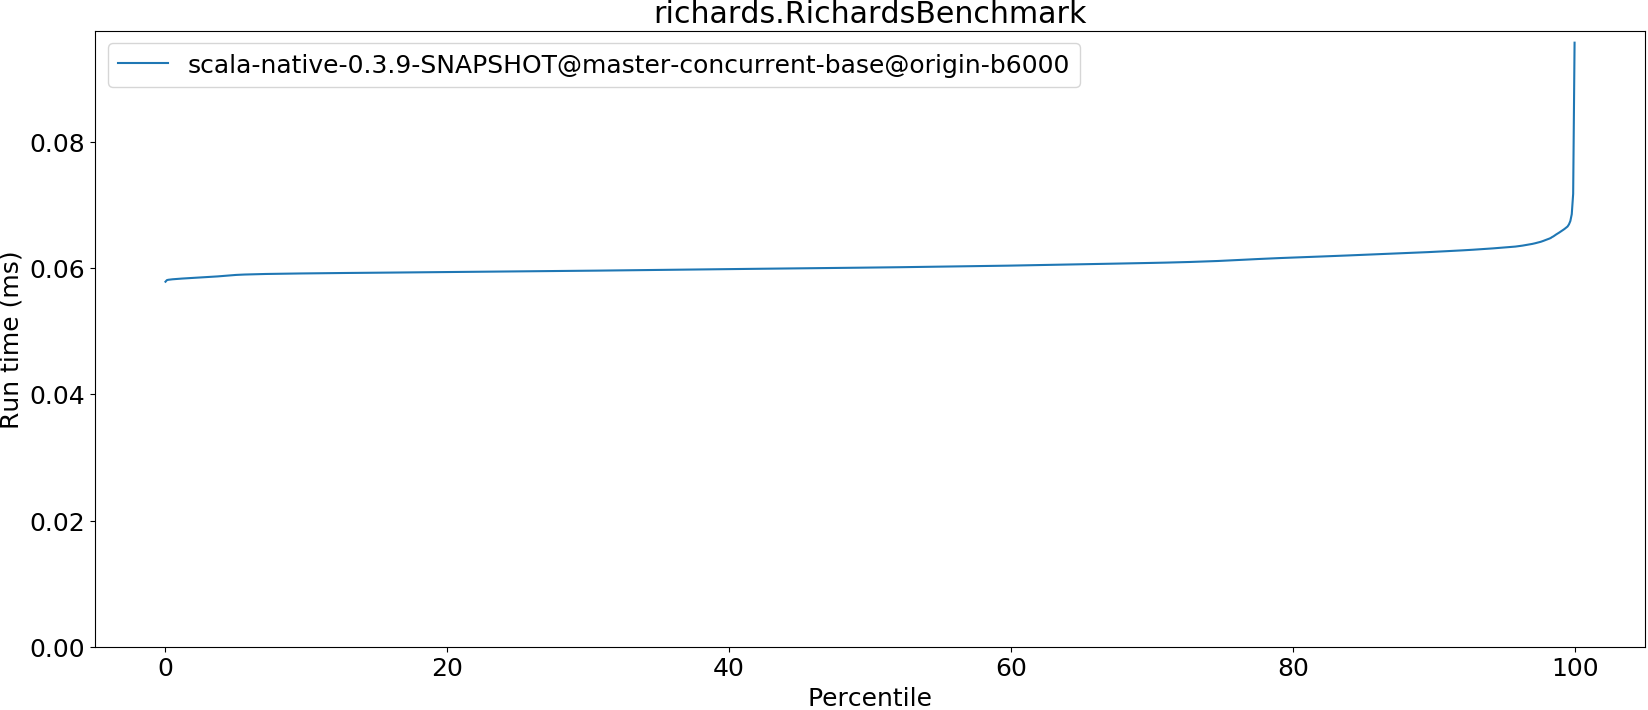 richards.RichardsBenchmark
scala-native-0.3.9-SNAPSHOT@master-concurrent-base@origin-b6000
Run time (ms)
0.08
0.06
0.04
0.02
0.00
0 20 40 60 80 100
Percentile